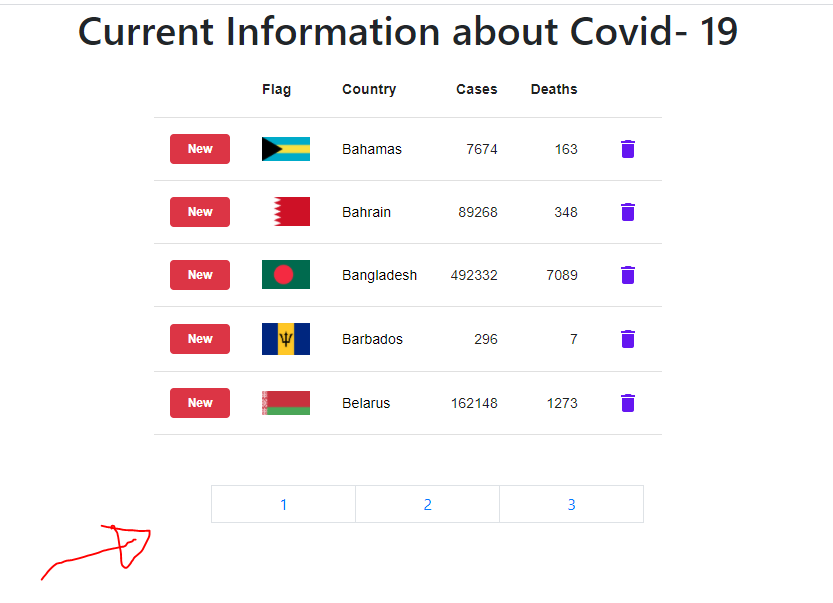 Current Information about Covid- 19
Flag Country Cases Deaths
New Bahamas 7674 163
New Bahrain 89268 348
New Bangladesh 492332 7089
New Barbados 296 7
New Belarus 162148 1273
1 2 3